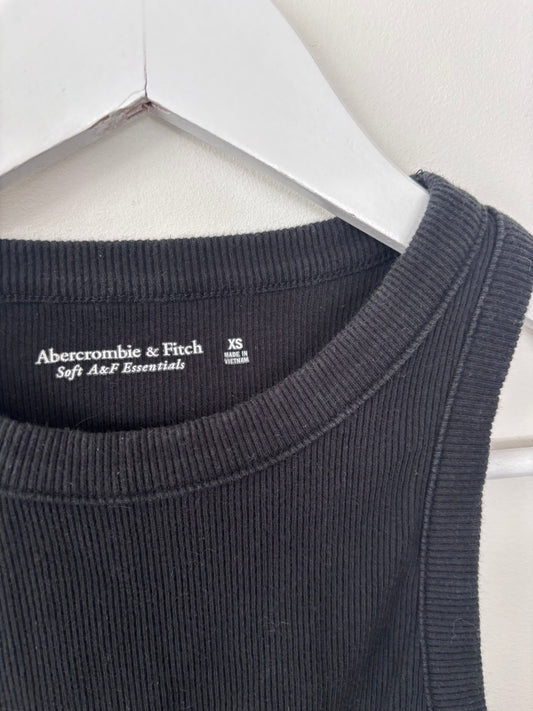 Abercrombie & Fitch
Soft A&F Essentials
XS
MADE IN
VIETNAM